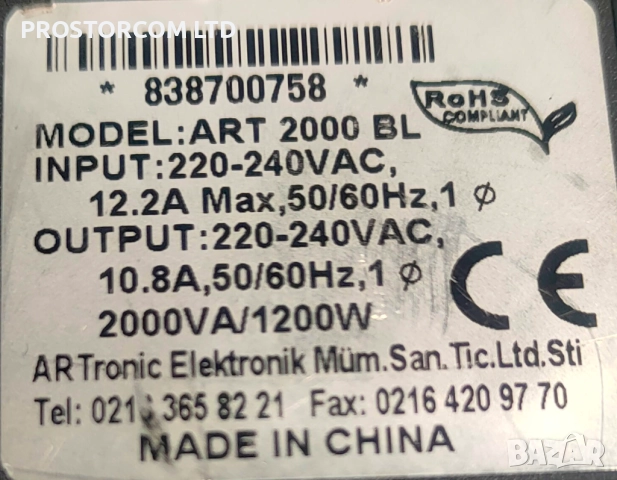 PROSTORCOM LTD
* 838700758 *
RoHS
COMPLIANT
MODEL:ART 2000 BL
INPUT:220-240VAC,
12.2A Max,50/60Hz,1 ϕ
OUTPUT:220-240VAC,
10.8A,50/60Hz,1 ϕ
2000VA/1200W
CE
ARTronic Elektronik Müm.San.Tic.Ltd.Sti
Tel: 365 82 21 Fax: 0216 420 97 70
MADE IN CHINA
BAZAR